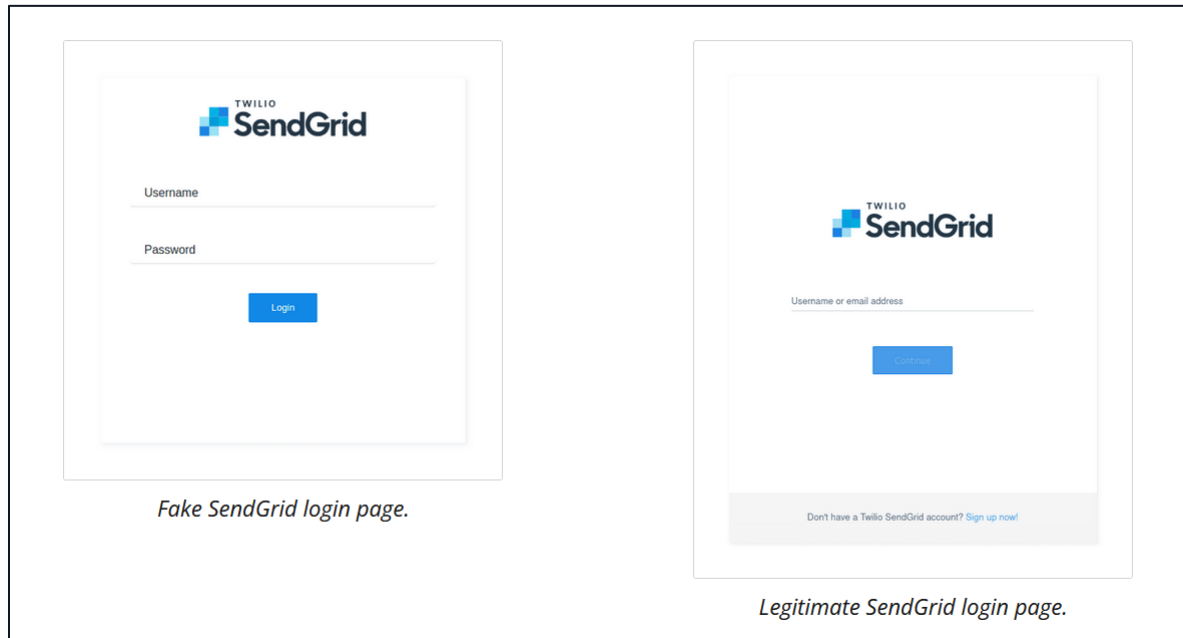 TWILIO
SendGrid
Username
Password
Login
Fake SendGrid login page.
TWILIO
SendGrid
Username or email address
Continue
Don't have a Twilio SendGrid account? Sign up now!
Legitimate SendGrid login page.